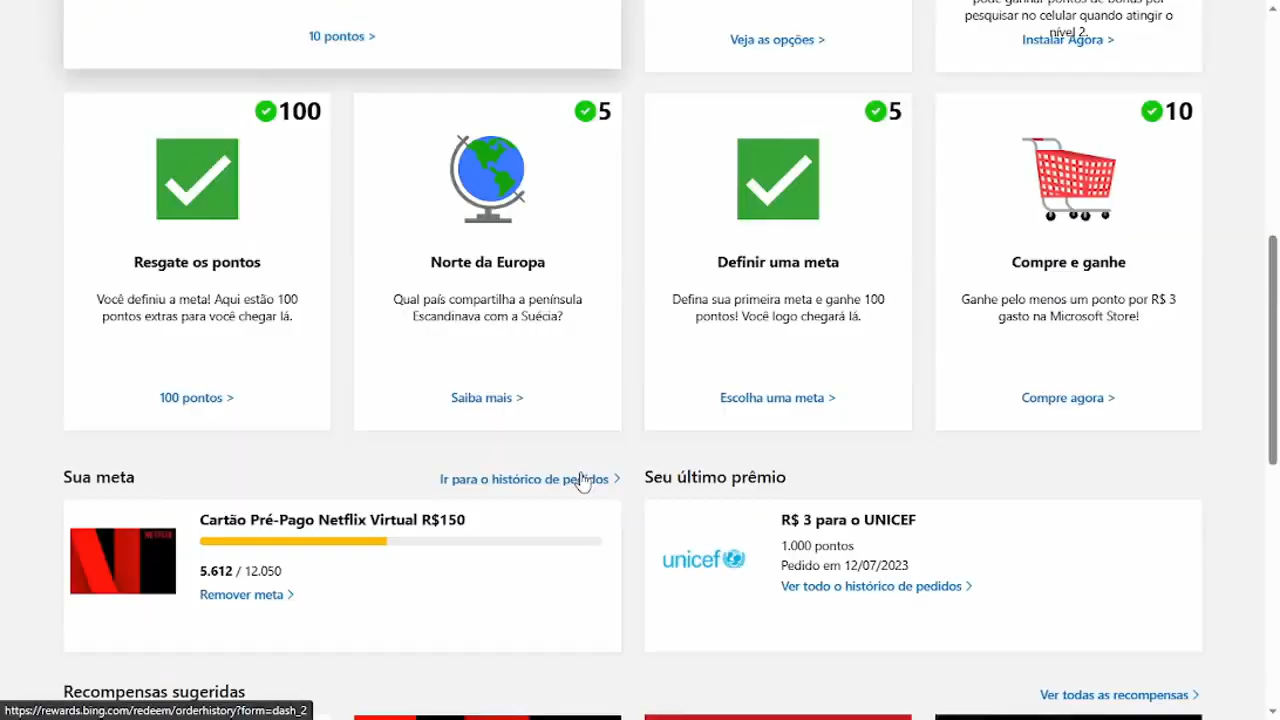 pode ganhar pontos de bônus por
pesquisar no celular quando atingir o
nível 2.
10 pontos >
Veja as opções >
Instalar Agora >
100
5
5
10
Resgate os pontos
Norte da Europa
Definir uma meta
Compre e ganhe
Você definiu a meta! Aqui estão 100
pontos extras para você chegar lá.
Qual país compartilha a península
Escandinava com a Suécia?
Defina sua primeira meta e ganhe 100
pontos! Você logo chegará lá.
Ganhe pelo menos um ponto por R$ 3
gasto na Microsoft Store!
100 pontos >
Saiba mais >
Escolha uma meta >
Compre agora >
Sua meta
Ir para o histórico de pedidos >
Seu último prêmio
NETFLIX
Cartão Pré-Pago Netflix Virtual R$150
5.612 / 12.050
Remover meta >
unicef
R$ 3 para o UNICEF
1.000 pontos
Pedido em 12/07/2023
Ver todo o histórico de pedidos >
Recompensas sugeridas
Ver todas as recompensas >
https://rewards.bing.com/redeem/orderhistory?form=dash_2